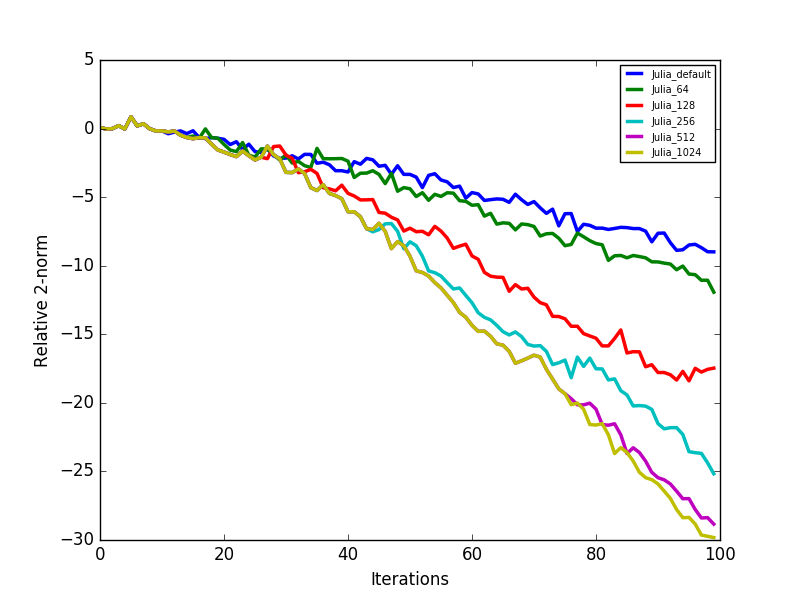 5
0
−5
−10
−15
−20
−25
−30
0
20
40
60
80
100
Relative 2-norm
Iterations
Julia_default
Julia_64
Julia_128
Julia_256
Julia_512
Julia_1024